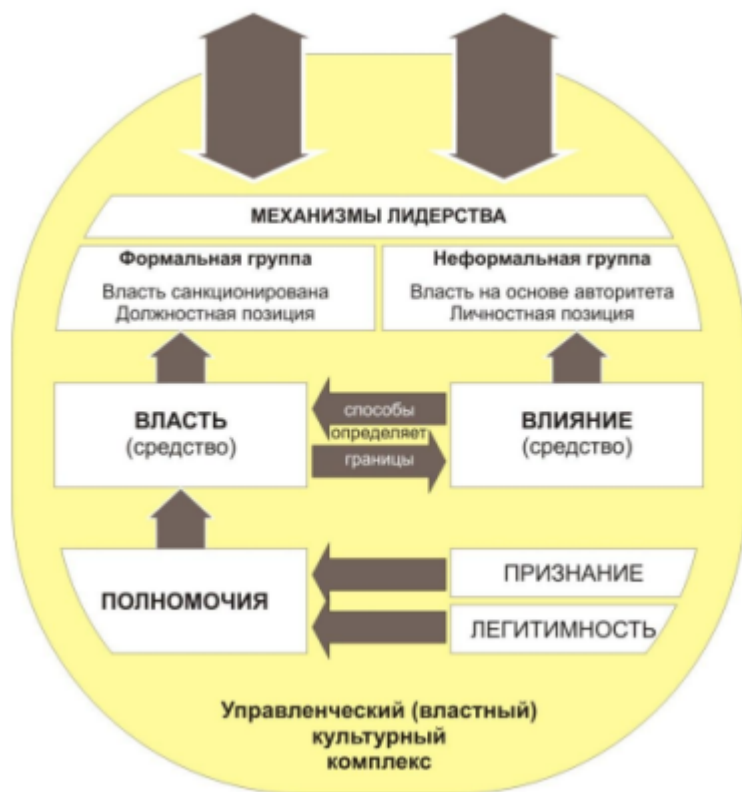 МЕХАНИЗМЫ ЛИДЕРСТВА
Формальная группа
Власть санкционирована
Должностная позиция
Неформальная группа
Власть на основе авторитета
Личностная позиция
ВЛАСТЬ
(средство)
способы
определяет
границы
ВЛИЯНИЕ
(средство)
ПОЛНОМОЧИЯ
ПРИЗНАНИЕ
ЛЕГИТИМНОСТЬ
Управленческий (властный)
культурный
комплекс